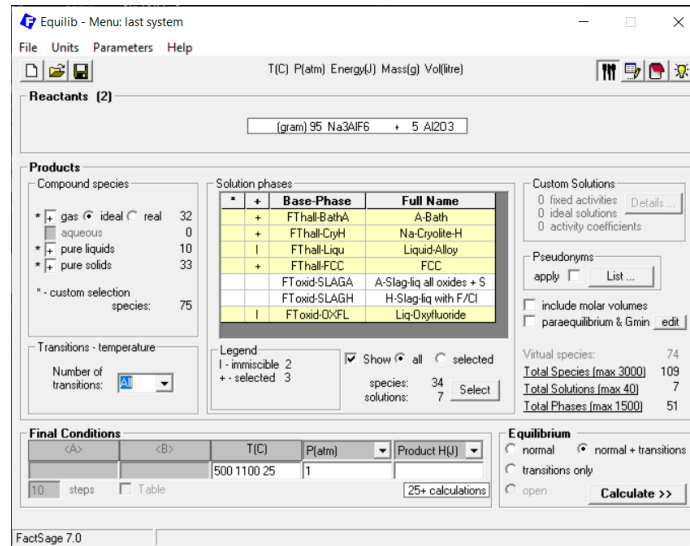 Equilib - Menu: last system
File Units Parameters Help
T(C) P(atm) Energy(J) Mass(g) Vol(litre)
Reactants (2)
(gram) 95 Na3AlF6 + 5 Al2O3
Products
Compound species
* + gas ideal real 32
aqueous 0
* + pure liquids 10
* + pure solids 33
* - custom selection
species: 75
Transitions - temperature
Number of
transitions: All
Solution phases
* + Base-Phase Full Name
+ FThall-BathA A-Bath
+ FThall-CryH Na-Cryolite-H
I FThall-Liqu Liquid-Alloy
+ FThall-FCC FCC
FToxid-SLAGA A-Slag-liq all oxides + S
FToxid-SLAGH H-Slag-liq with F/Cl
I FToxid-OXFL Liq-Oxyfluoride
Legend
I - immiscible 2
+ - selected 3
Show all selected
species: 34
solutions: 7
Select
Custom Solutions
0 fixed activities
0 ideal solutions
0 activity coefficients
Details ...
Pseudonyms
apply List ...
include molar volumes
paraequilibrium & Gmin edit
Virtual species: 74
Total Species (max 3000) 109
Total Solutions (max 40) 7
Total Phases (max 1500) 51
Final Conditions
<A> <B> T(C) P(atm) Product H(J)
500 1100 25 1
10 steps Table
25+ calculations
Equilibrium
normal normal + transitions
transitions only
open
Calculate >>
FactSage 7.0